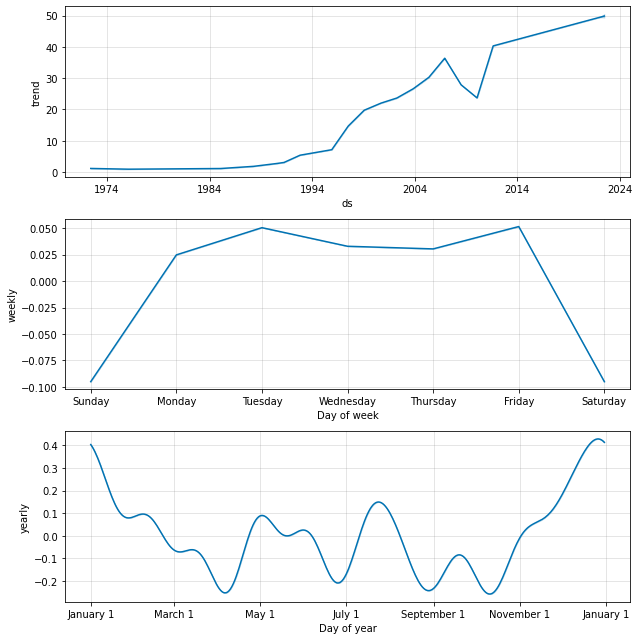 50
40
30
20
10
0
trend
1974 1984 1994 2004 2014 2024
ds
0.050
0.025
0.000
−0.025
−0.050
−0.075
−0.100
weekly
Sunday Monday Tuesday Wednesday Thursday Friday Saturday
Day of week
0.4
0.3
0.2
0.1
0.0
−0.1
−0.2
yearly
January 1 March 1 May 1 July 1 September 1 November 1 January 1
Day of year